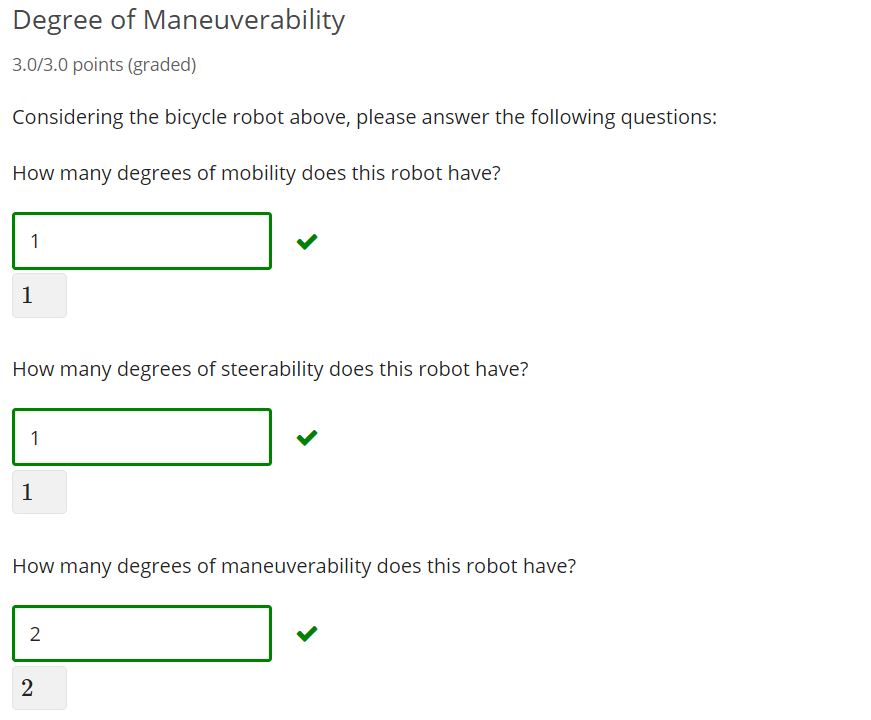 Degree of Maneuverability
3.0/3.0 points (graded)
Considering the bicycle robot above, please answer the following questions:
How many degrees of mobility does this robot have?
1
1
How many degrees of steerability does this robot have?
1
1
How many degrees of maneuverability does this robot have?
2
2